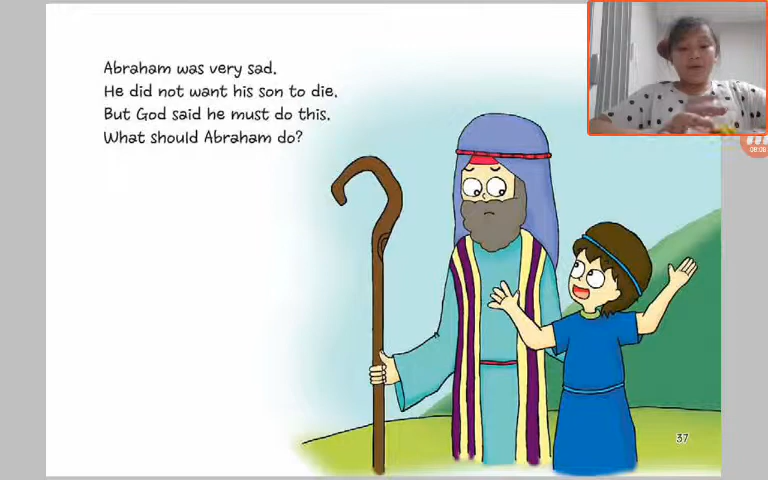 Abraham was very sad.
He did not want his son to die.
But God said he must do this.
What should Abraham do?
37